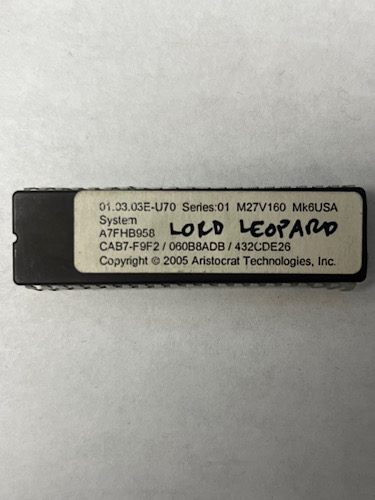 01.03.03E-U70 Series:01 M27V160 Mk6USA
System
A7FHB958 LORD LEOPARD
CAB7-F9F2 / 060B8ADB / 432CDE26
Copyright © 2005 Aristocrat Technologies, Inc.